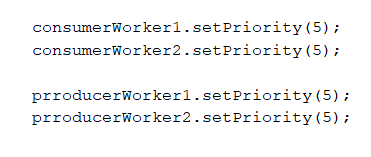 consumerWorker1.setPriority(5);
consumerWorker2.setPriority(5);
prroducerWorker1.setPriority(5);
prroducerWorker2.setPriority(5);